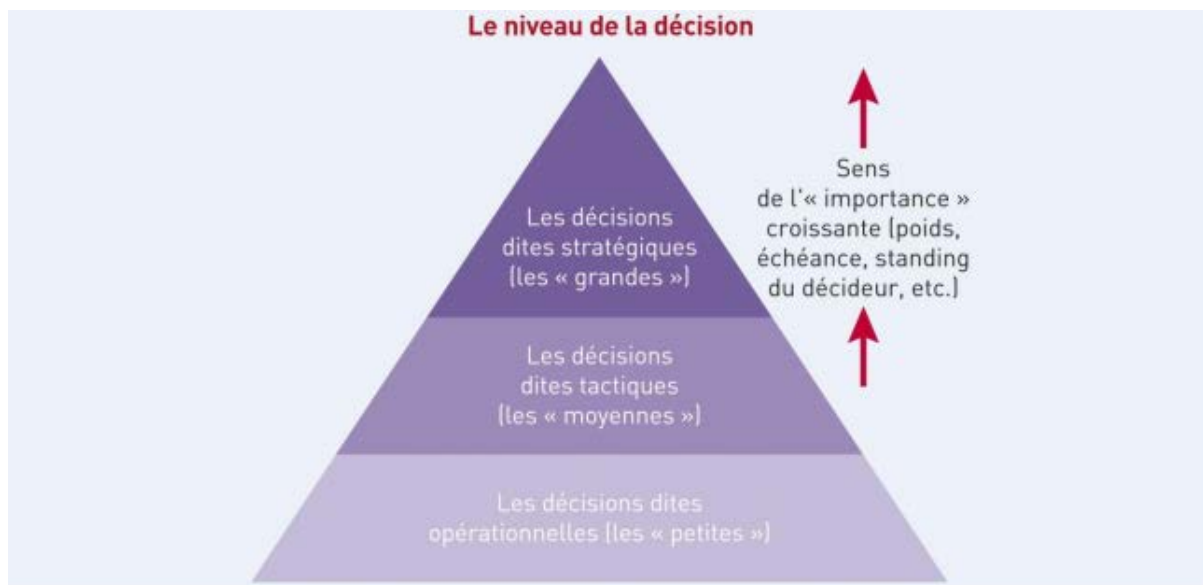 Le niveau de la décision
Les décisions
dites stratégiques
(les « grandes »)
Sens
de l'« importance »
croissante (poids,
échéance, standing
du décideur, etc.)
Les décisions
dites tactiques
(les « moyennes »)
Les décisions dites
opérationnelles (les « petites »)